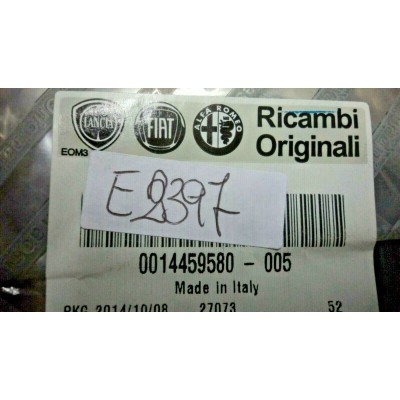 LANCIA FIAT ALFA ROMEO Ricambi
EOM3 Originali
E2397
0014459580 - 005
Made in Italy
PKG 2014/10/08 27073 52